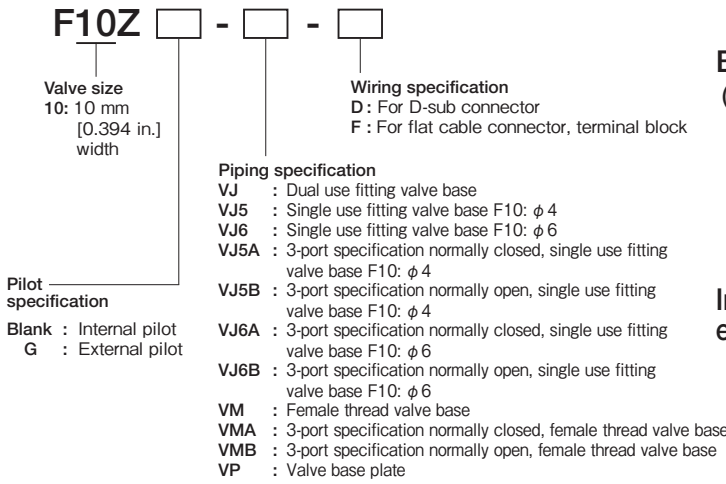 F10Z □ - □ - □
Valve size
10: 10 mm
[0.394 in.]
width
Wiring specification
D : For D-sub connector
F : For flat cable connector, terminal block
Piping specification
VJ : Dual use fitting valve base
VJ5 : Single use fitting valve base F10: φ4
VJ6 : Single use fitting valve base F10: φ6
VJ5A : 3-port specification normally closed, single use fitting
valve base F10: φ4
VJ5B : 3-port specification normally open, single use fitting
valve base F10: φ4
VJ6A : 3-port specification normally closed, single use fitting
valve base F10: φ6
VJ6B : 3-port specification normally open, single use fitting
valve base F10: φ6
VM : Female thread valve base
VMA : 3-port specification normally closed, female thread valve base
VMB : 3-port specification normally open, female thread valve base
VP : Valve base plate
Pilot
specification
Blank : Internal pilot
G : External pilot